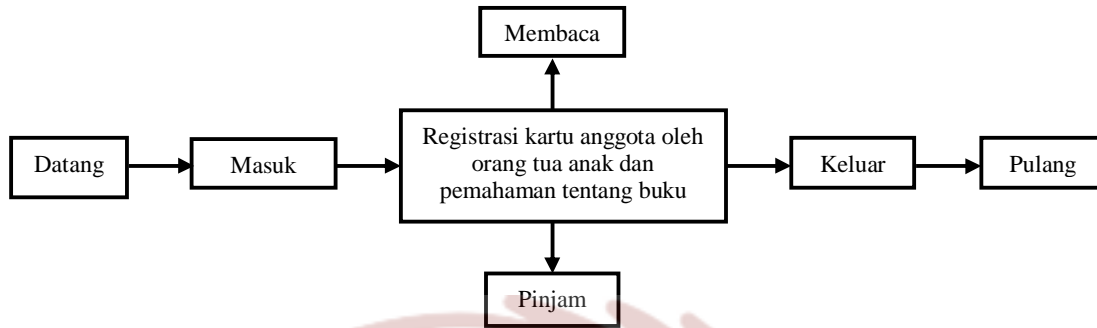 Membaca
Datang
Masuk
Registrasi kartu anggota oleh
orang tua anak dan
pemahaman tentang buku
Keluar
Pulang
Pinjam